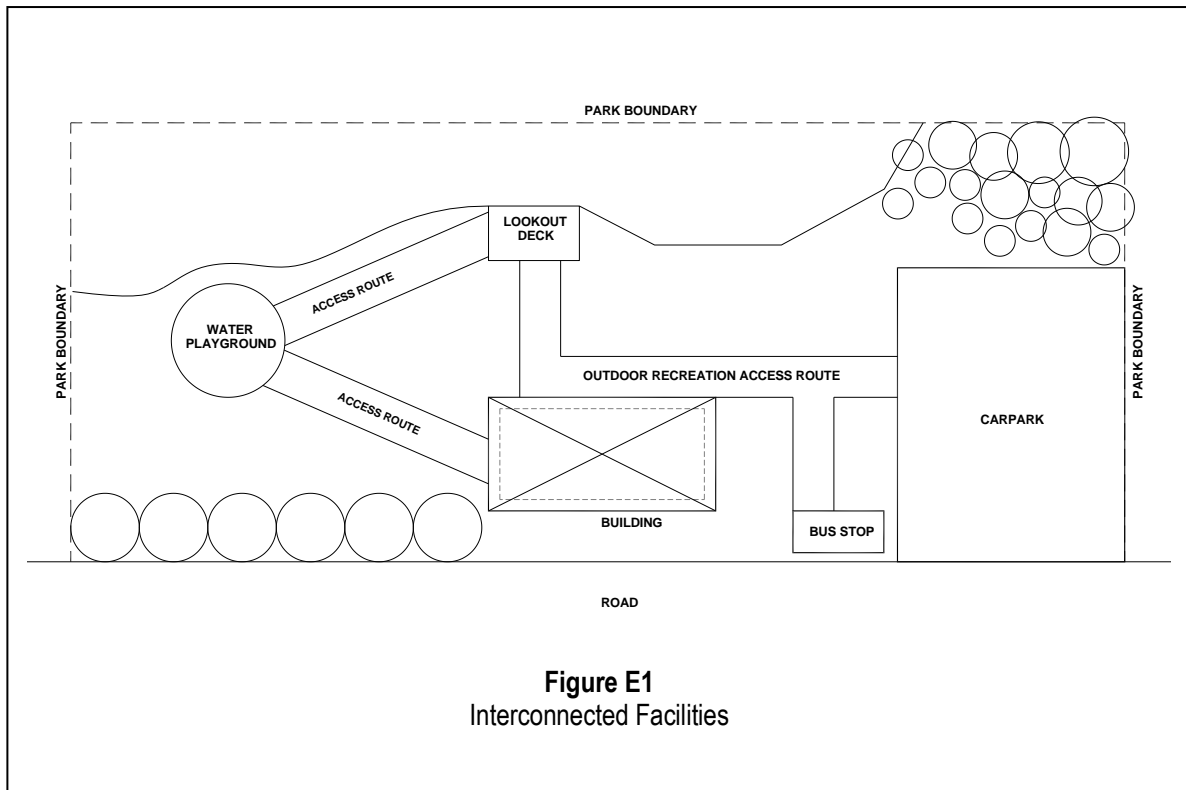 PARK BOUNDARY
LOOKOUT
DECK
ACCESS ROUTE
WATER
PLAYGROUND
PARK BOUNDARY
PARK BOUNDARY
OUTDOOR RECREATION ACCESS ROUTE
ACCESS ROUTE
CARPARK
BUILDING
BUS STOP
ROAD
Figure E1
Interconnected Facilities